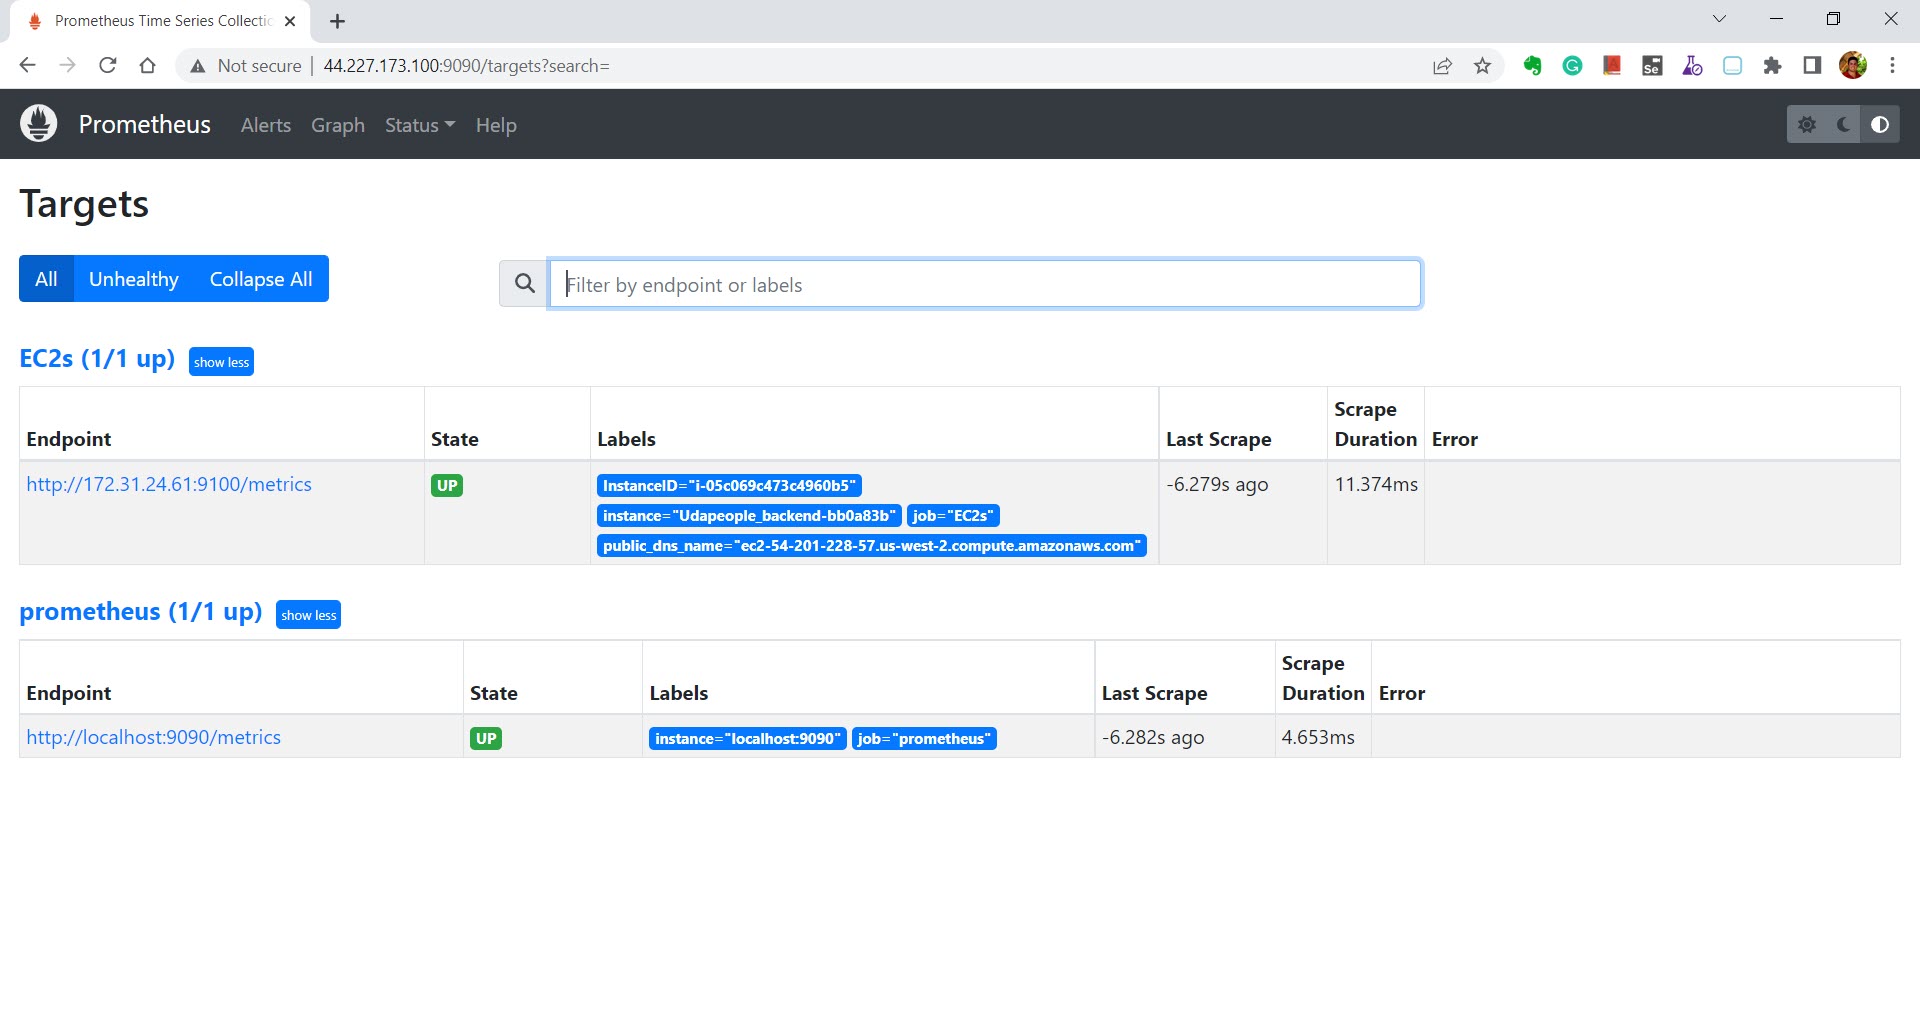 Prometheus Time Series Collectio
Not secure 44.227.173.100:9090/targets?search=
Prometheus Alerts Graph Status Help
Targets
All Unhealthy Collapse All
Filter by endpoint or labels
EC2s (1/1 up) show less
Endpoint State Labels Last Scrape Scrape Duration Error
http://172.31.24.61:9100/metrics UP InstanceID="i-05c069c473c4960b5" -6.279s ago 11.374ms
instance="Udapeople_backend-bb0a83b" job="EC2s"
public_dns_name="ec2-54-201-228-57.us-west-2.compute.amazonaws.com"
prometheus (1/1 up) show less
Endpoint State Labels Last Scrape Scrape Duration Error
http://localhost:9090/metrics UP instance="localhost:9090" job="prometheus" -6.282s ago 4.653ms